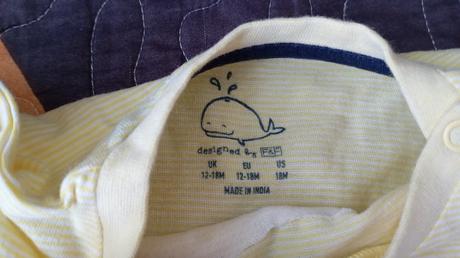 designed by F&F
UK EU US
12-18M 12-18M 18M
MADE IN INDIA